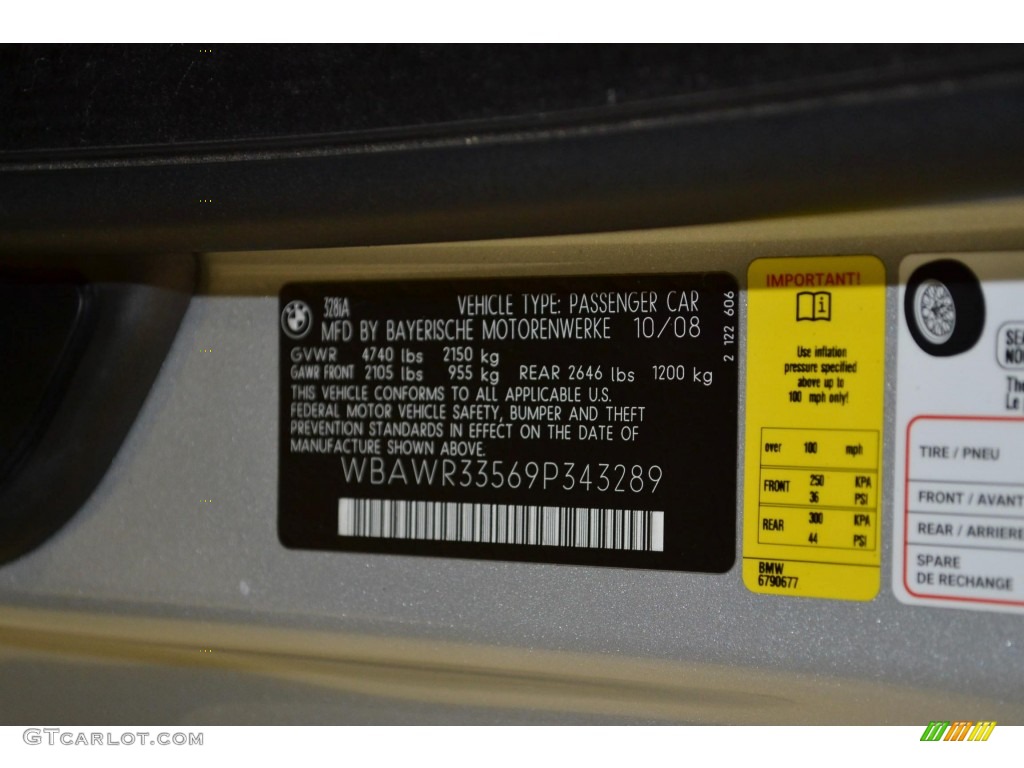 328iA VEHICLE TYPE: PASSENGER CAR
MFD BY BAYERISCHE MOTORENWERKE 10/08
GVWR 4740 lbs 2150 kg
GAWR FRONT 2105 lbs 955 kg REAR 2646 lbs 1200 kg
THIS VEHICLE CONFORMS TO ALL APPLICABLE U.S.
FEDERAL MOTOR VEHICLE SAFETY, BUMPER AND THEFT
PREVENTION STANDARDS IN EFFECT ON THE DATE OF
MANUFACTURE SHOWN ABOVE.
WBAWR33569P343289
2 122 606
IMPORTANT!
Use inflation
pressure specified
above up to
100 mph only!
over 100 mph
FRONT 250 KPA
36 PSI
REAR 300 KPA
44 PSI
BMW
6790677
TIRE / PNEU
FRONT / AVANT
REAR / ARRIERE
SPARE
DE RECHANGE
GTCARLOT.COM